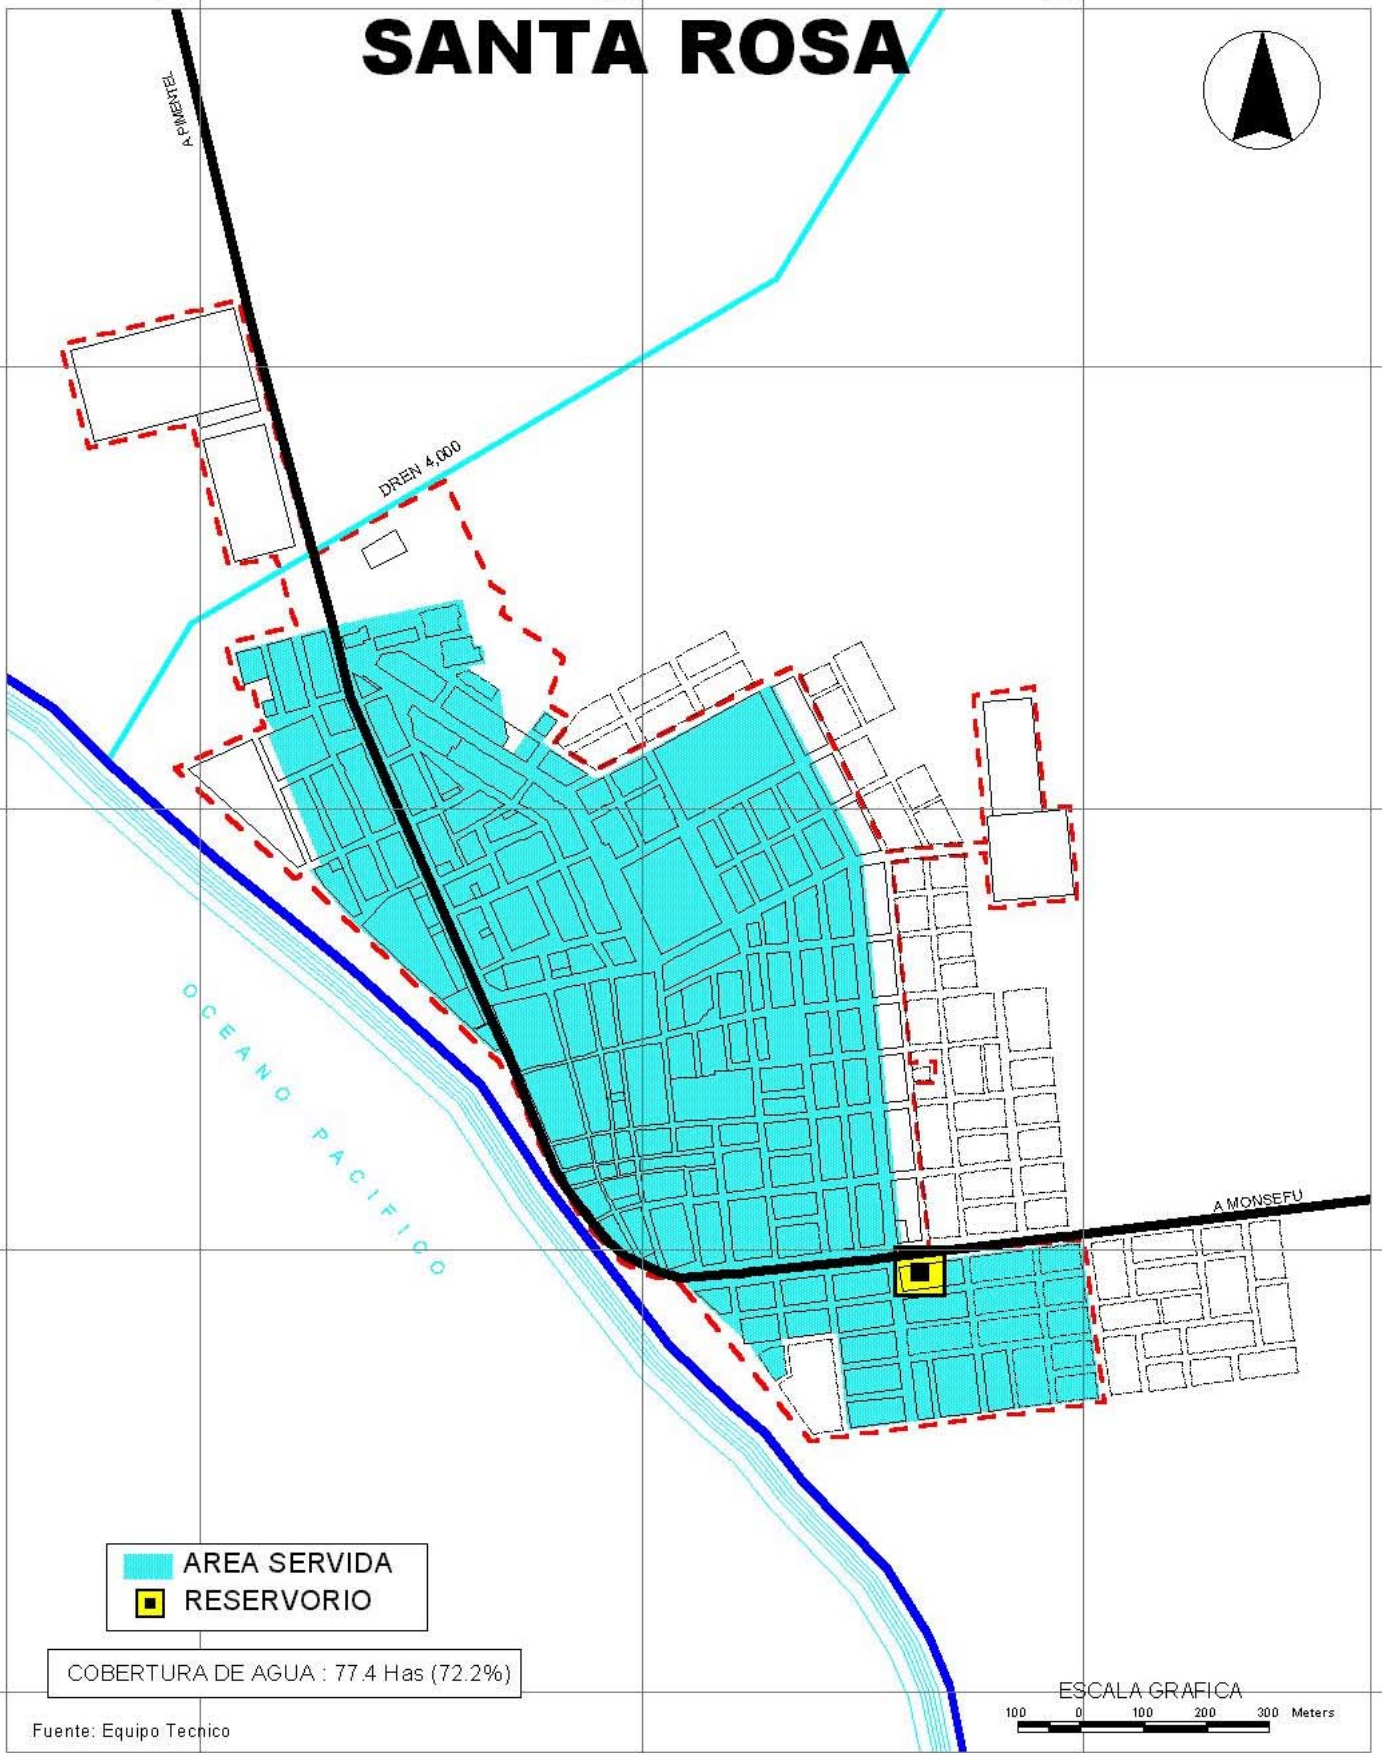 SANTA ROSA
A PIMENTEL
DREN 4,000
OCEANO PACIFICO
A MONSEFU
AREA SERVIDA
RESERVORIO
COBERTURA DE AGUA : 77.4 Has (72.2%)
Fuente: Equipo Tecnico
ESCALA GRAFICA
100 0 100 200 300 Meters